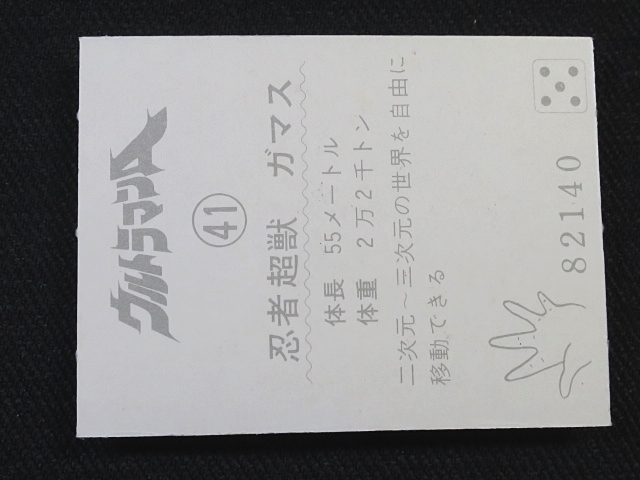 ウルトラマンA
41
忍者超獣 ガマス
体長 55メートル
体重 2万2千トン
二次元～三次元の世界を自由に
移動できる
82140